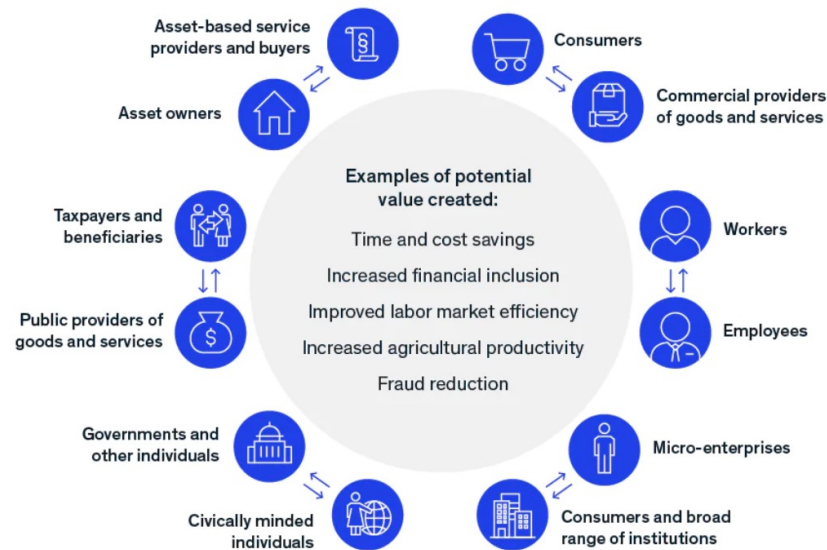 Asset-based service
providers and buyers
Consumers
Asset owners
Commercial providers
of goods and services
§
Examples of potential
value created:
Time and cost savings
Increased financial inclusion
Improved labor market efficiency
Increased agricultural productivity
Fraud reduction
Taxpayers and
beneficiaries
Workers
Public providers of
goods and services
$
Employees
Governments and
other individuals
Micro-enterprises
Civically minded
individuals
Consumers and broad
range of institutions